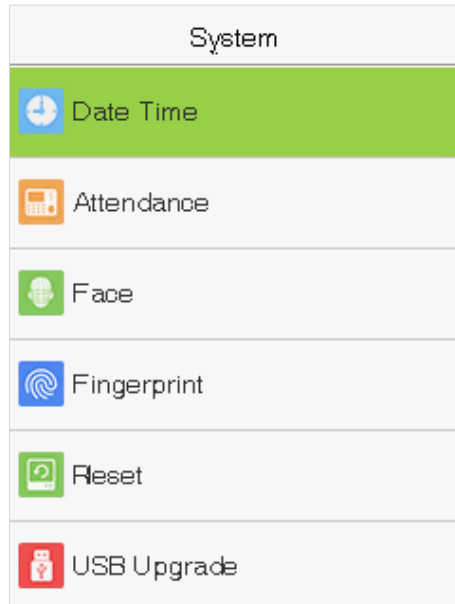 System
Date Time
Attendance
Face
Fingerprint
Reset
USB Upgrade